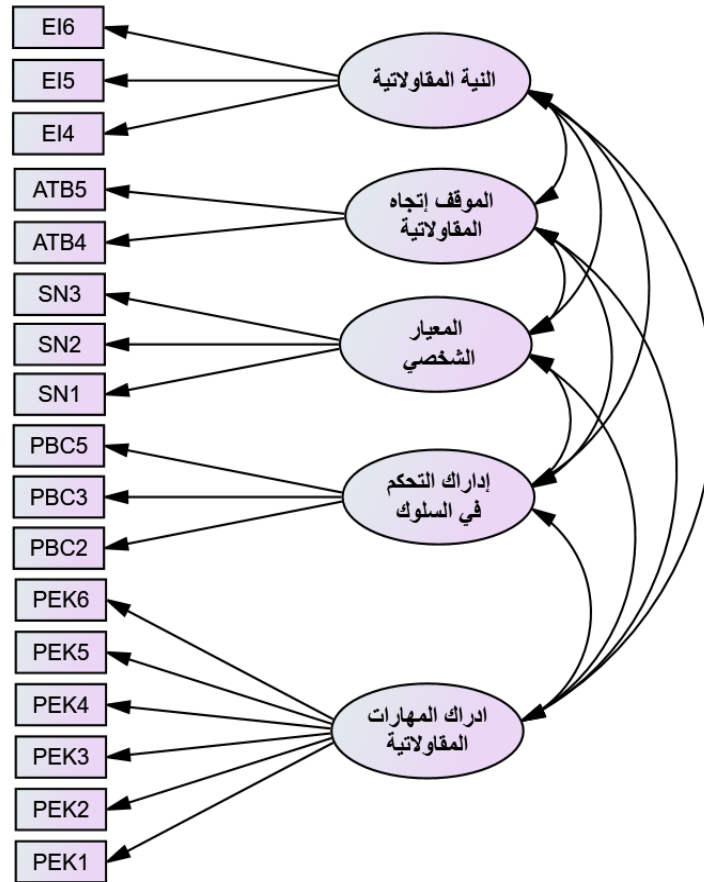 EI6
EI5
EI4
النية المقاولاتية
ATB5
ATB4
الموقف إتجاه
المقاولاتية
SN3
SN2
SN1
المعيار
الشخصي
PBC5
PBC3
PBC2
إداراك التحكم
في السلوك
PEK6
PEK5
PEK4
PEK3
PEK2
PEK1
ادراك المهارات
المقاولاتية